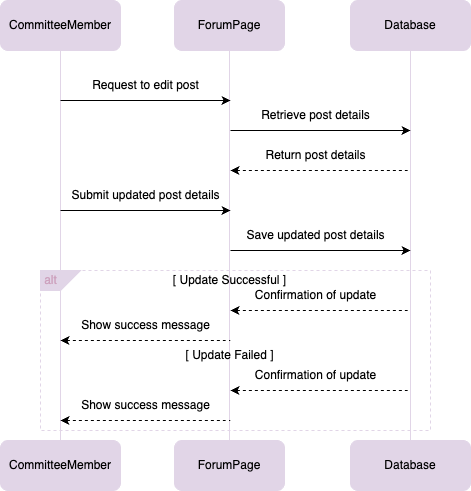 CommitteeMember ForumPage Database
Request to edit post
Retrieve post details
Return post details
Submit updated post details
Save updated post details
alt [ Update Successful ]
Confirmation of update
Show success message
[ Update Failed ]
Confirmation of update
Show success message
CommitteeMember ForumPage Database